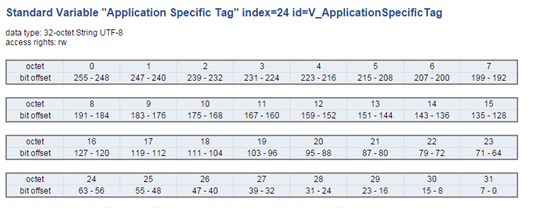 Standard Variable "Application Specific Tag" index=24 id=V_ApplicationSpecificTag
data type: 32-octet String UTF-8
access rights: rw
octet 0 1 2 3 4 5 6 7
bit offset 255 - 248 247 - 240 239 - 232 231 - 224 223 - 216 215 - 208 207 - 200 199 - 192
octet 8 9 10 11 12 13 14 15
bit offset 191 - 184 183 - 176 175 - 168 167 - 160 159 - 152 151 - 144 143 - 136 135 - 128
octet 16 17 18 19 20 21 22 23
bit offset 127 - 120 119 - 112 111 - 104 103 - 96 95 - 88 87 - 80 79 - 72 71 - 64
octet 24 25 26 27 28 29 30 31
bit offset 63 - 56 55 - 48 47 - 40 39 - 32 31 - 24 23 - 16 15 - 8 7 - 0